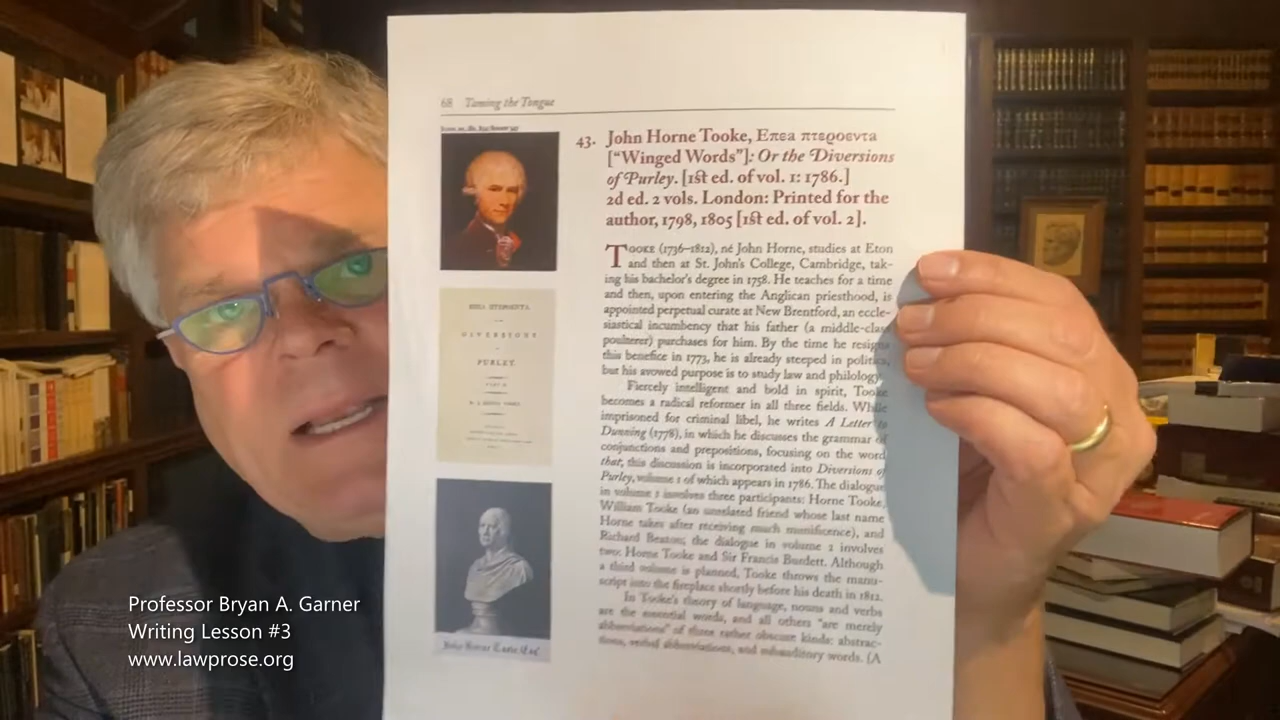 68 Taming the Tongue
43. John Horne Tooke, Επεα πτεροεντα
["Winged Words"]: Or the Diversions
of Purley. [1st ed. of vol. 1: 1786.]
2d ed. 2 vols. London: Printed for the
author, 1798, 1805 [1st ed. of vol. 2].
TOOKE (1736–1812), né John Horne, studies at Eton
and then at St. John's College, Cambridge, tak-
ing his bachelor's degree in 1758. He teaches for a time
and then, upon entering the Anglican priesthood, is
appointed perpetual curate at New Brentford, an eccle-
siastical incumbency that his father (a middle-class
poulterer) purchases for him. By the time he resigns
this benefice in 1773, he is already steeped in politics,
but his avowed purpose is to study law and philology.
Fiercely intelligent and bold in spirit, Tooke
becomes a radical reformer in all three fields. While
imprisoned for criminal libel, he writes A Letter to
Dunning (1778), in which he discusses the grammar of
conjunctions and prepositions, focusing on the word
that; this discussion is incorporated into Diversions of
Purley, volume 1 of which appears in 1786. The dialogue
in volume 1 involves three participants: Horne Tooke,
William Tooke (an unrelated friend whose last name
Horne takes after receiving much munificence), and
Richard Beadon; the dialogue in volume 2 involves
two: Horne Tooke and Sir Francis Burdett. Although
a third volume is planned, Tooke throws the manu-
script into the fireplace shortly before his death in 1812.
In Tooke's theory of language, nouns and verbs
are the essential words, and all others "are merely
abbreviations" of three rather obscure kinds: abstrac-
tions, verbal abbreviations, and subauditory words. (A
ΕΠΕΑ ΠΤΕΡΟΕΝΤΑ
DIVERSIONS
PURLEY.
John Horne Tooke, Esq.
Professor Bryan A. Garner
Writing Lesson #3
www.lawprose.org